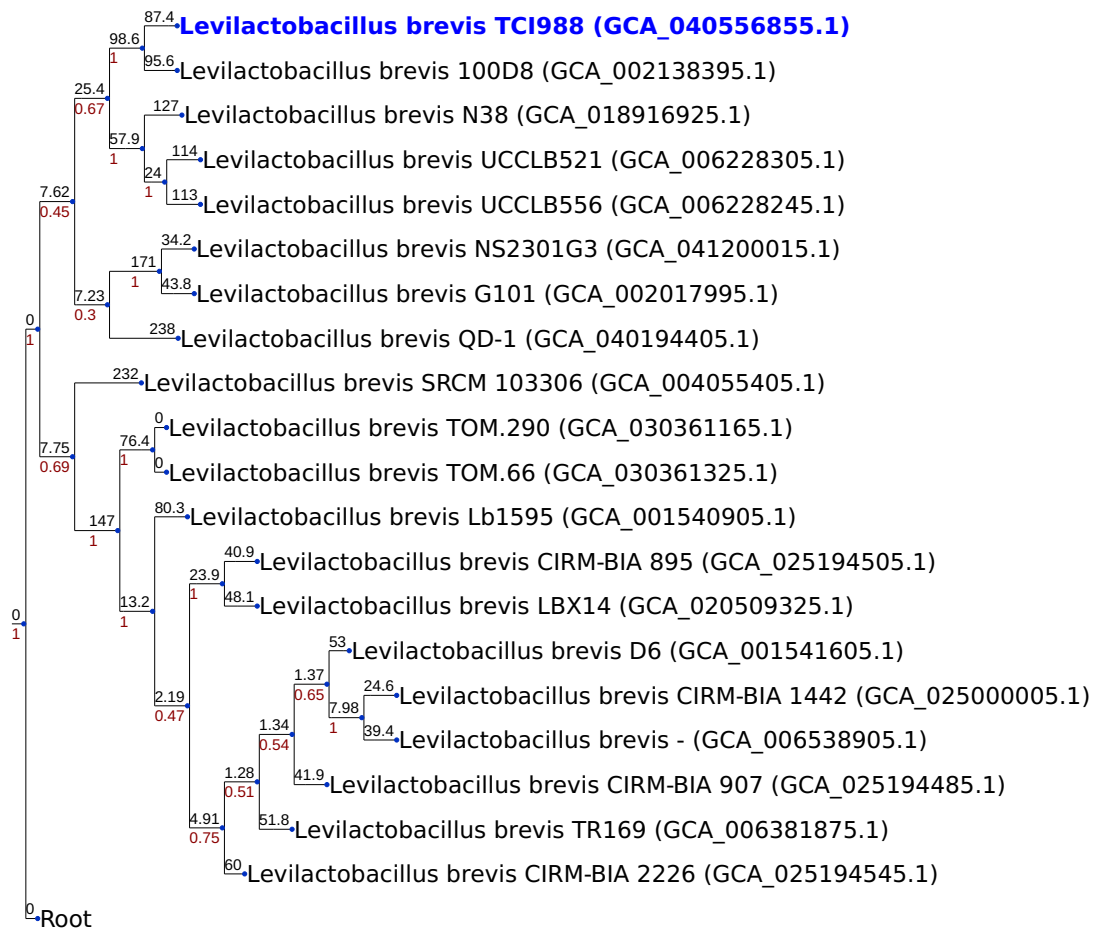 87.4
Levilactobacillus brevis TCI988 (GCA_040556855.1)
98.6
1
95.6
Levilactobacillus brevis 100D8 (GCA_002138395.1)
25.4
0.67
127
Levilactobacillus brevis N38 (GCA_018916925.1)
57.9
1
114
Levilactobacillus brevis UCCLB521 (GCA_006228305.1)
24
1
113
Levilactobacillus brevis UCCLB556 (GCA_006228245.1)
7.62
0.45
34.2
Levilactobacillus brevis NS2301G3 (GCA_041200015.1)
171
1
43.8
Levilactobacillus brevis G101 (GCA_002017995.1)
7.23
0.3
238
Levilactobacillus brevis QD-1 (GCA_040194405.1)
0
1
232
Levilactobacillus brevis SRCM 103306 (GCA_004055405.1)
0
Levilactobacillus brevis TOM.290 (GCA_030361165.1)
76.4
1
0
Levilactobacillus brevis TOM.66 (GCA_030361325.1)
7.75
0.69
80.3
Levilactobacillus brevis Lb1595 (GCA_001540905.1)
147
1
40.9
Levilactobacillus brevis CIRM-BIA 895 (GCA_025194505.1)
23.9
1
48.1
Levilactobacillus brevis LBX14 (GCA_020509325.1)
13.2
1
0
1
53
Levilactobacillus brevis D6 (GCA_001541605.1)
1.37
0.65
24.6
Levilactobacillus brevis CIRM-BIA 1442 (GCA_025000005.1)
7.98
1
39.4
Levilactobacillus brevis - (GCA_006538905.1)
2.19
0.47
1.34
0.54
41.9
Levilactobacillus brevis CIRM-BIA 907 (GCA_025194485.1)
1.28
0.51
51.8
Levilactobacillus brevis TR169 (GCA_006381875.1)
4.91
0.75
60
Levilactobacillus brevis CIRM-BIA 2226 (GCA_025194545.1)
0
Root